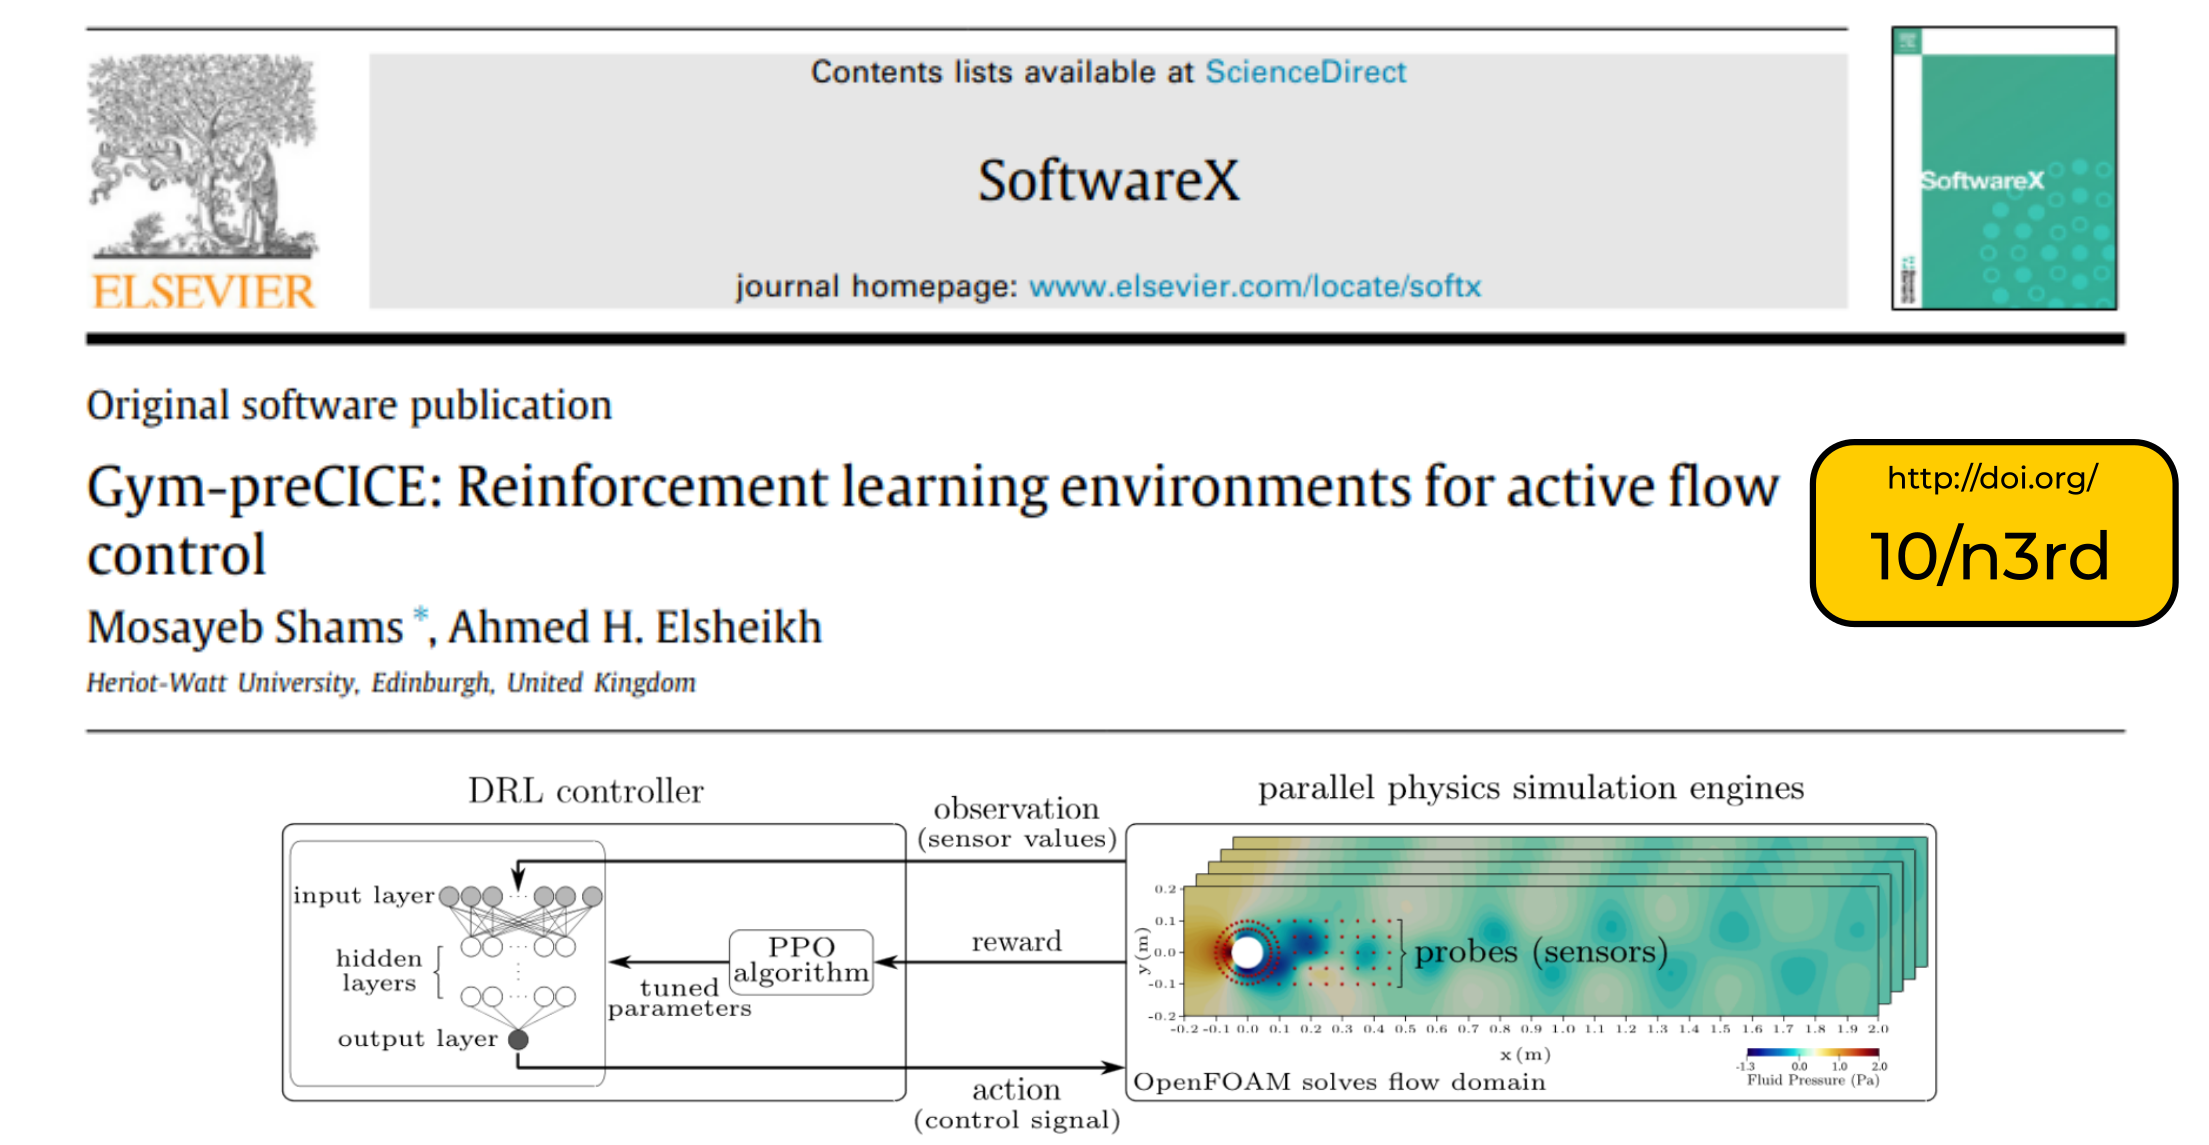 Contents lists available at ScienceDirect
SoftwareX
journal homepage: www.elsevier.com/locate/softx
ELSEVIER
SoftwareX
Original software publication
Gym-preCICE: Reinforcement learning environments for active flow
control
http://doi.org/
10/n3rd
Mosayeb Shams *, Ahmed H. Elsheikh
Heriot-Watt University, Edinburgh, United Kingdom
DRL controller
observation
(sensor values)
parallel physics simulation engines
input layer
hidden
layers
output layer
PPO
algorithm
tuned
parameters
reward
action
(control signal)
0.2
0.1
0.0
-0.1
-0.2
y (m)
probes (sensors)
-0.2 -0.1 0.0 0.1 0.2 0.3 0.4 0.5 0.6 0.7 0.8 0.9 1.0 1.1 1.2 1.3 1.4 1.5 1.6 1.7 1.8 1.9 2.0
x (m)
-1.3 0.0 1.0 2.0
Fluid Pressure (Pa)
OpenFOAM solves flow domain